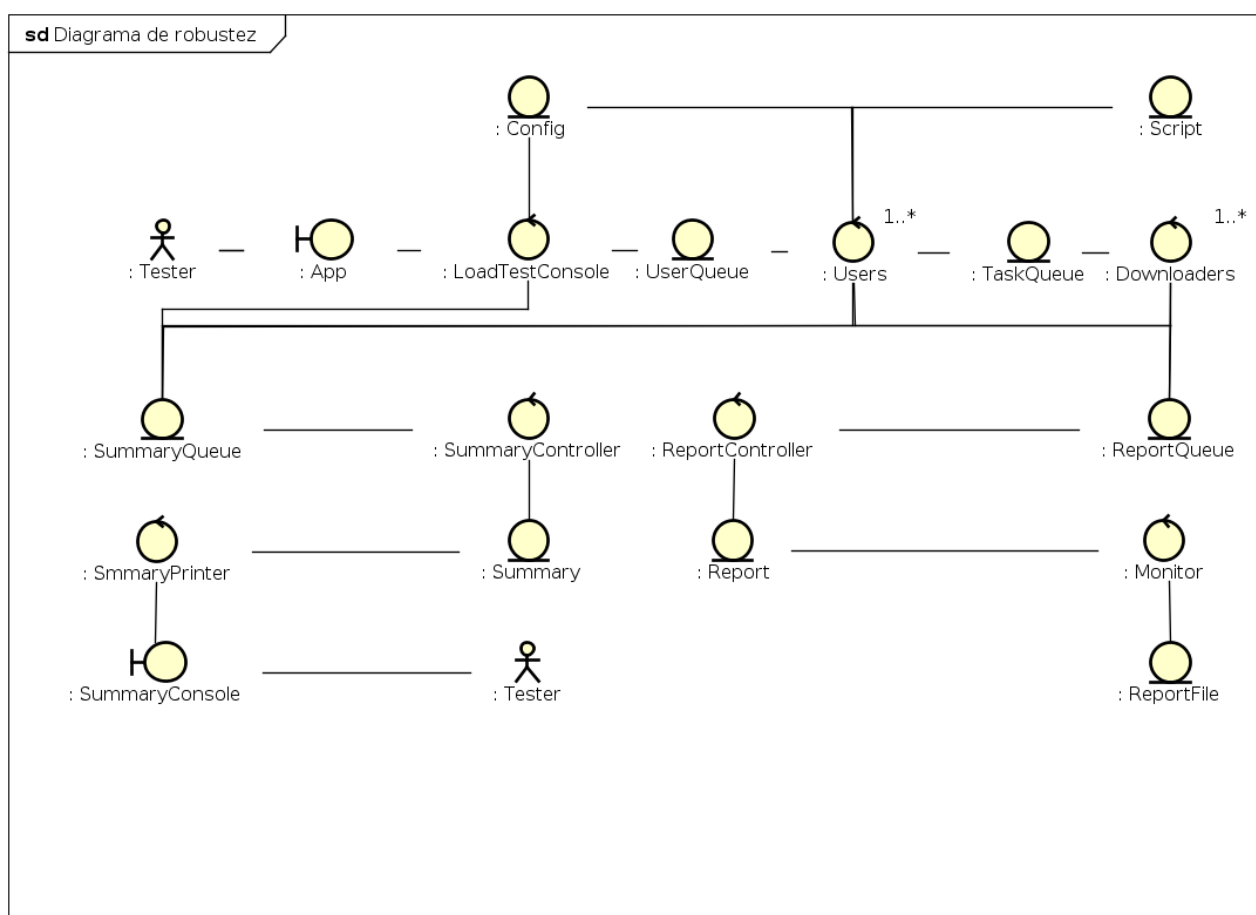 sd Diagrama de robustez
: Config
: Script
1..*
1..*
: Tester
: App
: LoadTestConsole
: UserQueue
: Users
: TaskQueue
: Downloaders
: SummaryQueue
: SummaryController
: ReportController
: ReportQueue
: SmmaryPrinter
: Summary
: Report
: Monitor
: SummaryConsole
: Tester
: ReportFile